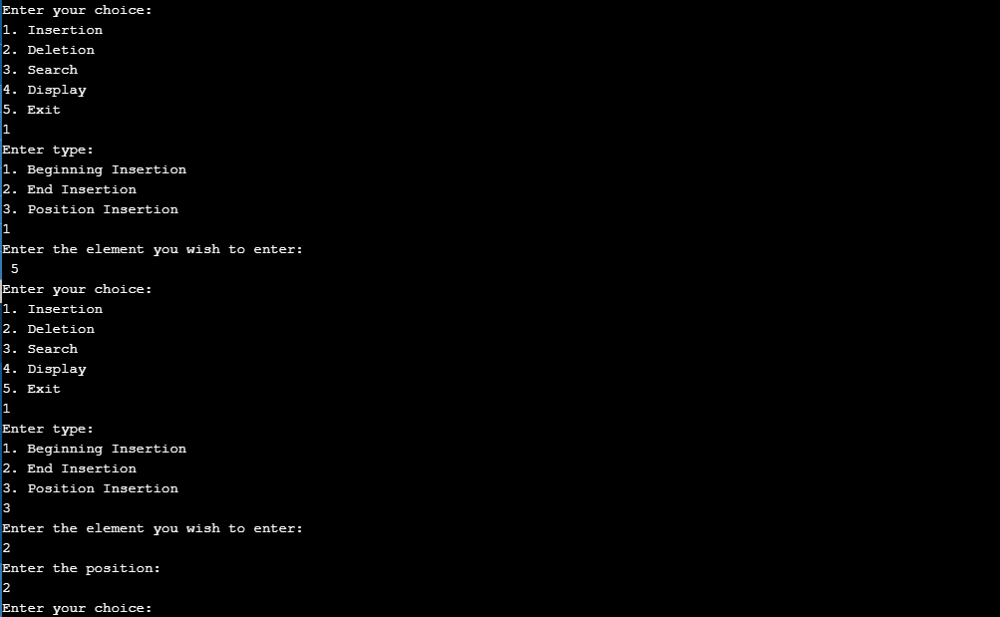 Enter your choice:
1. Insertion
2. Deletion
3. Search
4. Display
5. Exit
1
Enter type:
1. Beginning Insertion
2. End Insertion
3. Position Insertion
1
Enter the element you wish to enter:
5
Enter your choice:
1. Insertion
2. Deletion
3. Search
4. Display
5. Exit
1
Enter type:
1. Beginning Insertion
2. End Insertion
3. Position Insertion
3
Enter the element you wish to enter:
2
Enter the position:
2
Enter your choice: